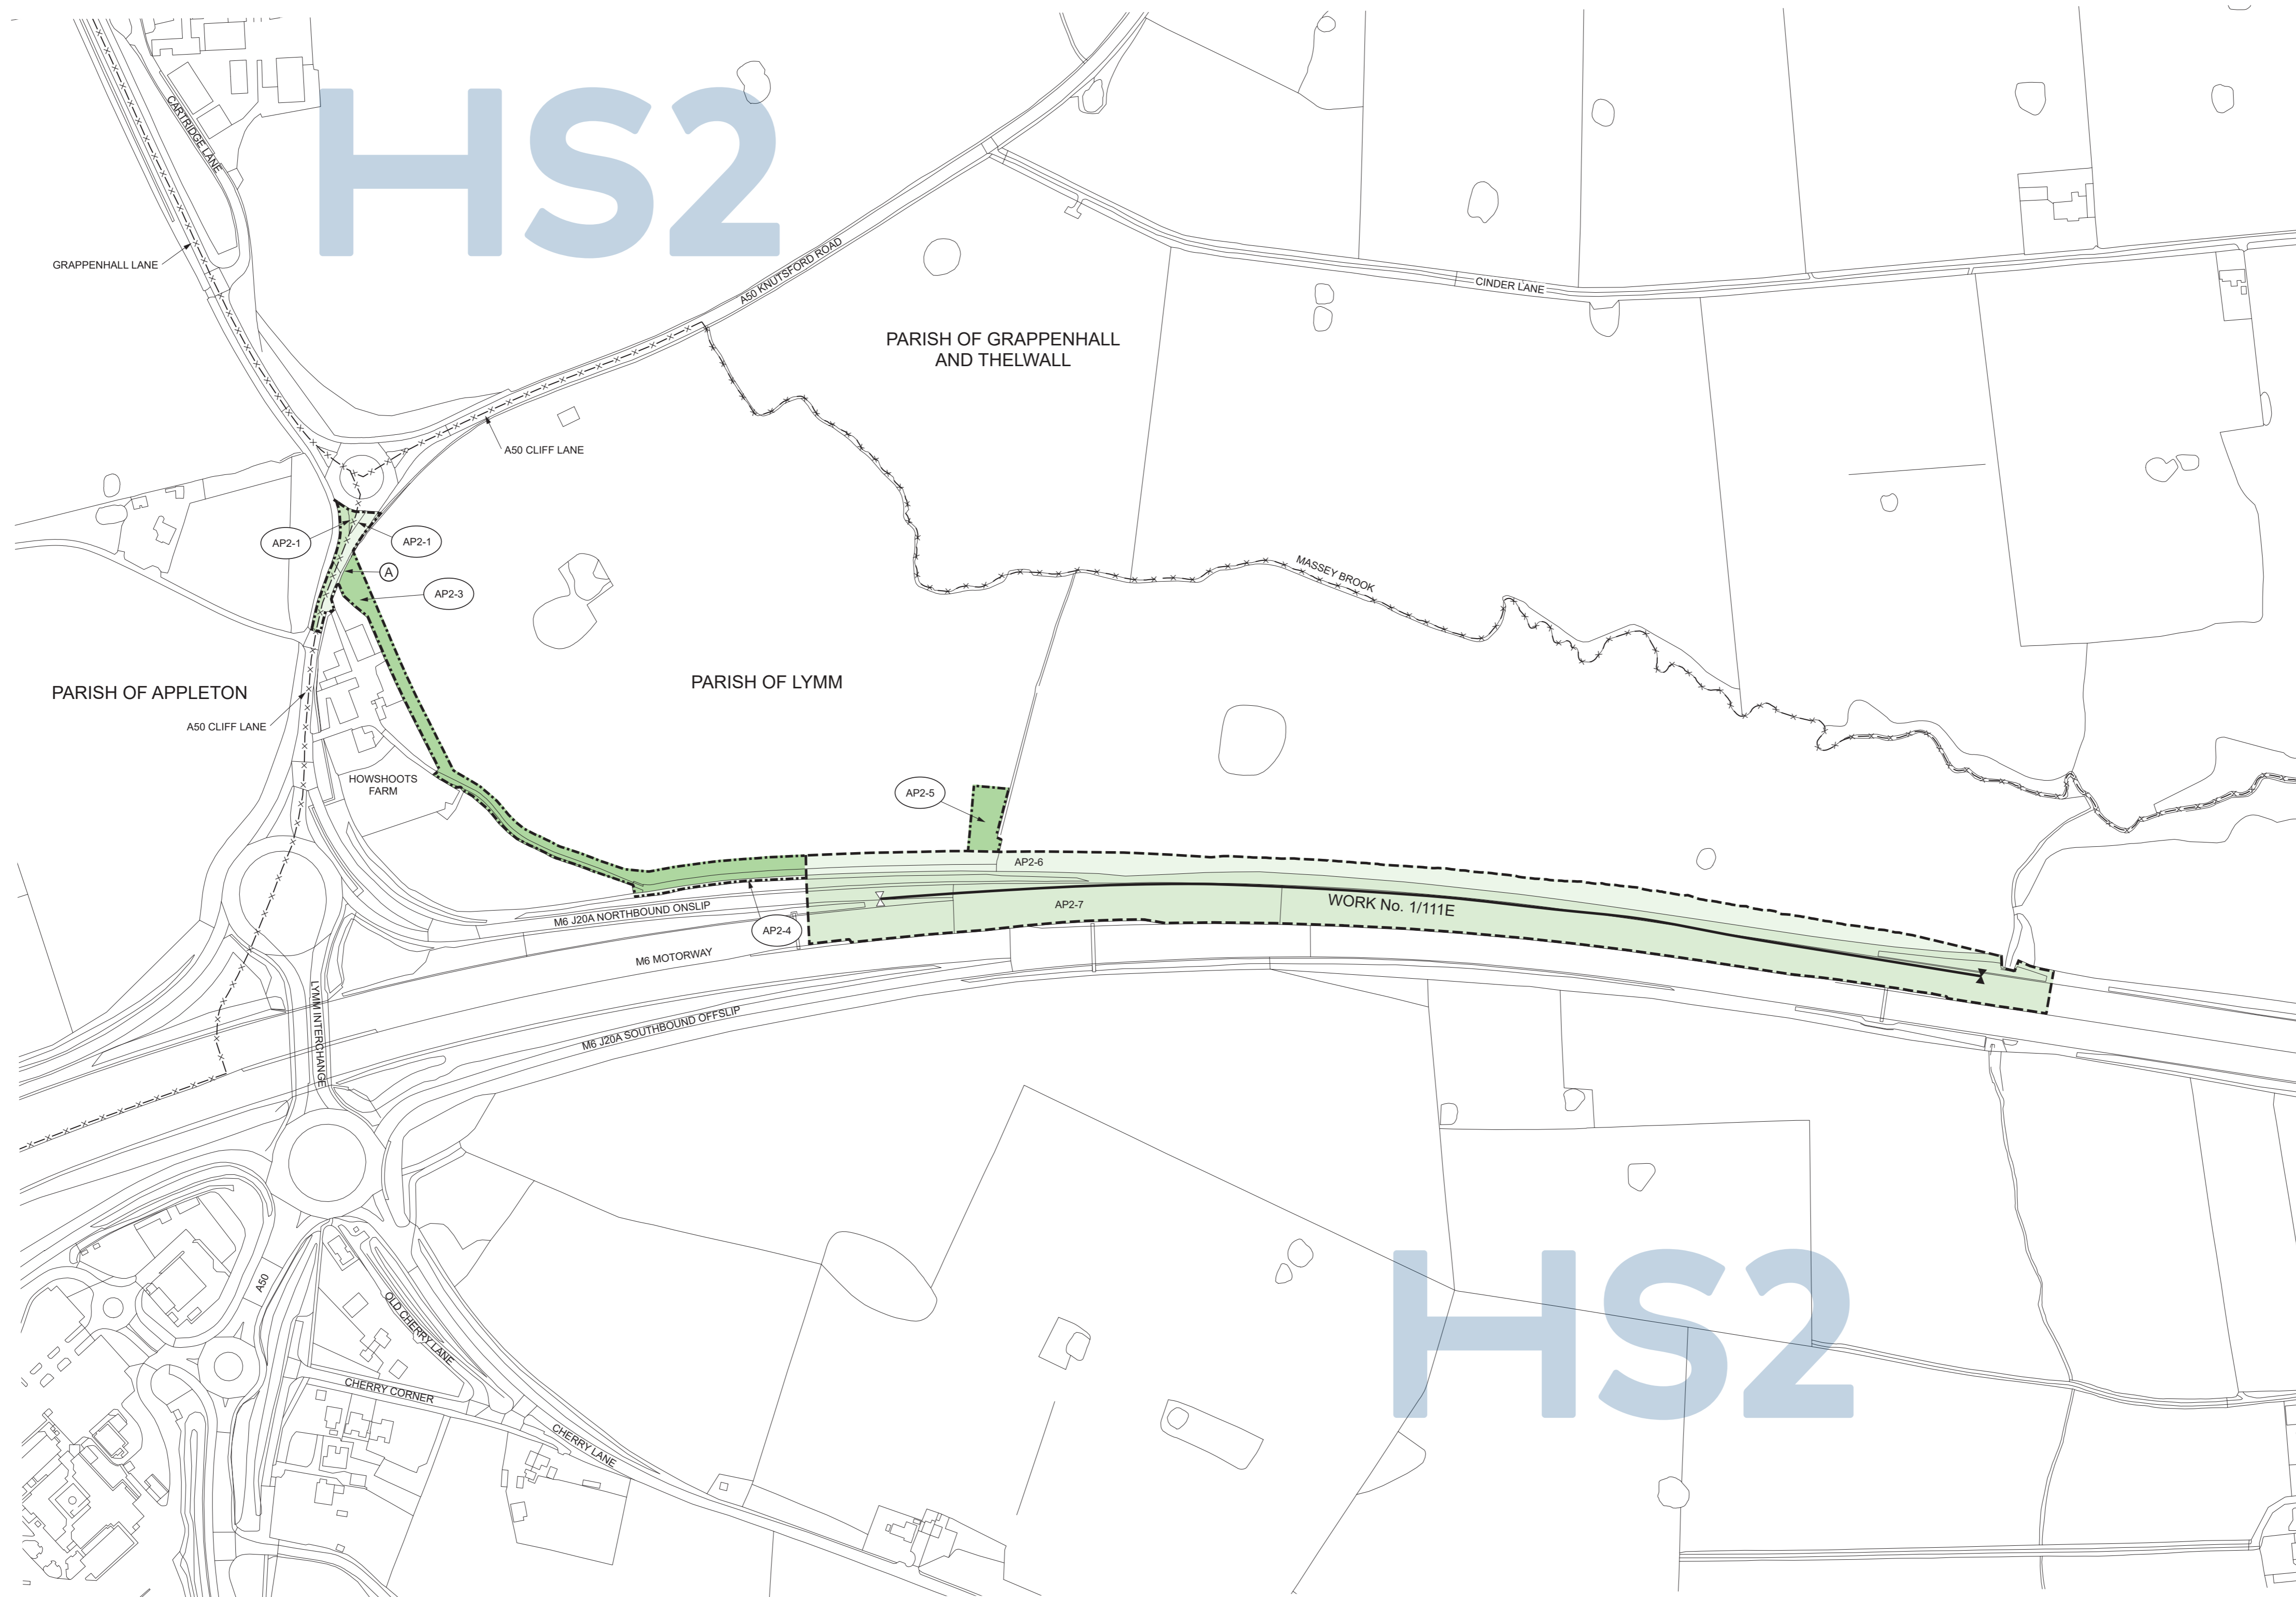 HS2
CARTRIDGE LANE
GRAPPENHALL LANE
A50 KNUTSFORD ROAD
CINDER LANE
PARISH OF GRAPPENHALL
AND THELWALL
A50 CLIFF LANE
AP2-1
AP2-1
A
AP2-3
MASSEY BROOK
PARISH OF APPLETON
PARISH OF LYMM
A50 CLIFF LANE
HOWSHOOTS
FARM
AP2-5
AP2-6
AP2-7
WORK No. 1/111E
M6 J20A NORTHBOUND ONSLIP
AP2-4
M6 MOTORWAY
LYMM INTERCHANGE
M6 J20A SOUTHBOUND OFFSLIP
A50
OLD CHERRY LANE
CHERRY CORNER
CHERRY LANE
HS2